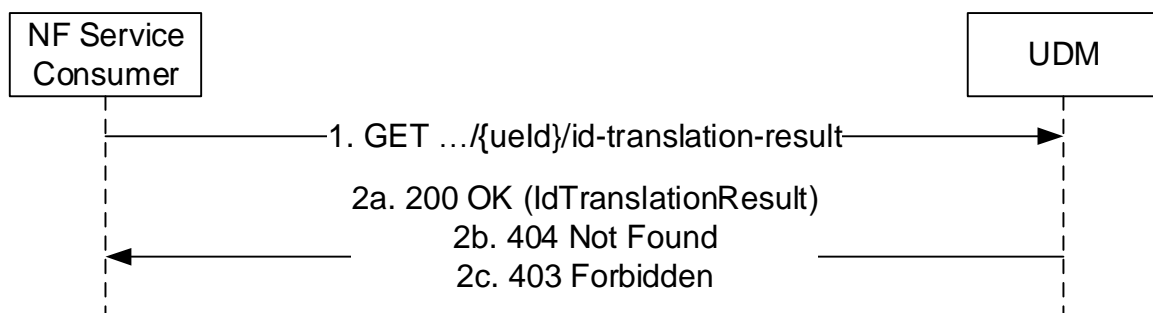 NF Service
Consumer
UDM
1. GET …/{ueId}/id-translation-result
2a. 200 OK (IdTranslationResult)
2b. 404 Not Found
2c. 403 Forbidden